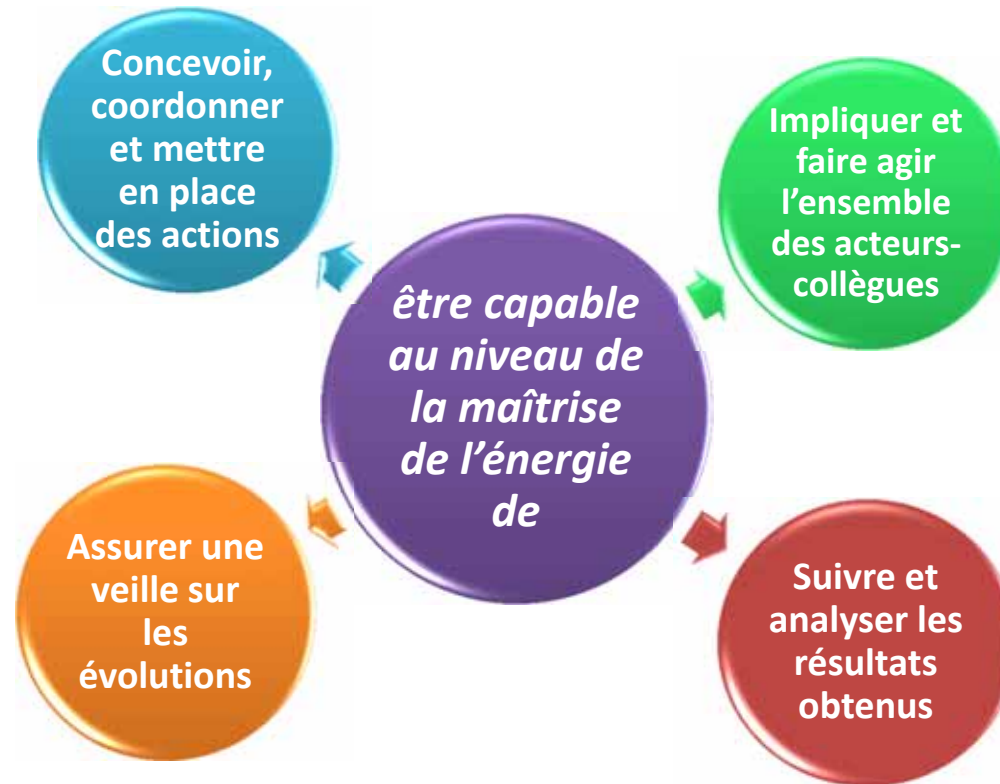 Concevoir,
coordonner
et mettre
en place
des actions
Impliquer et
faire agir
l’ensemble
des acteurs-
collègues
être capable
au niveau de
la maîtrise
de l’énergie
de
Assurer une
veille sur
les
évolutions
Suivre et
analyser les
résultats
obtenus